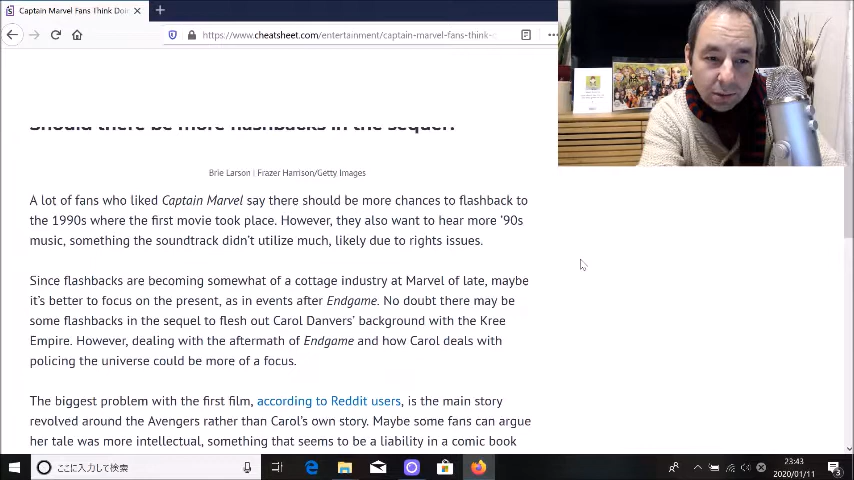 Captain Marvel Fans Think Doi
https://www.cheatsheet.com/entertainment/captain-marvel-fans-think-s
Should there be more flashbacks in the sequel?
Brie Larson | Frazer Harrison/Getty Images
A lot of fans who liked Captain Marvel say there should be more chances to flashback to
the 1990s where the first movie took place. However, they also want to hear more '90s
music, something the soundtrack didn't utilize much, likely due to rights issues.
Since flashbacks are becoming somewhat of a cottage industry at Marvel of late, maybe
it's better to focus on the present, as in events after Endgame. No doubt there may be
some flashbacks in the sequel to flesh out Carol Danvers' background with the Kree
Empire. However, dealing with the aftermath of Endgame and how Carol deals with
policing the universe could be more of a focus.
The biggest problem with the first film, according to Reddit users, is the main story
revolved around the Avengers rather than Carol's own story. Maybe some fans can argue
her tale was more intellectual, something that seems to be a liability in a comic book
ここに入力して検索
23:43
2020/01/11
3